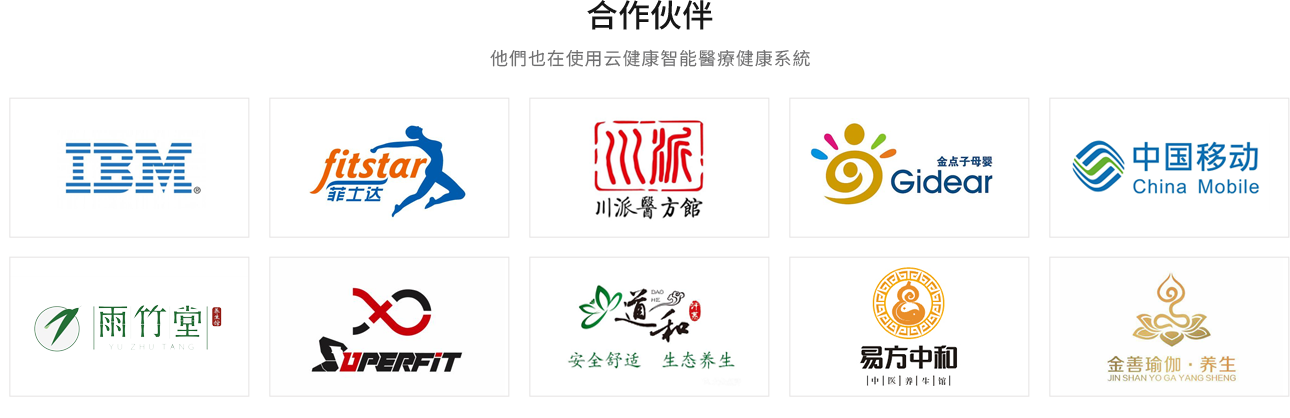 合作伙伴
他們也在使用云健康智能醫療健康系統
IBM®
fitstar
菲士达
川派
川派醫方館
金点子母婴
Gidear
中国移动
China Mobile
雨竹堂
养生馆
YU ZHU TANG
SUPERFiT
DAO
HE
道和
安全舒适 生态养生
易方中和
中医养生馆
金善瑜伽·养生
JIN SHAN YO GA YANG SHENG